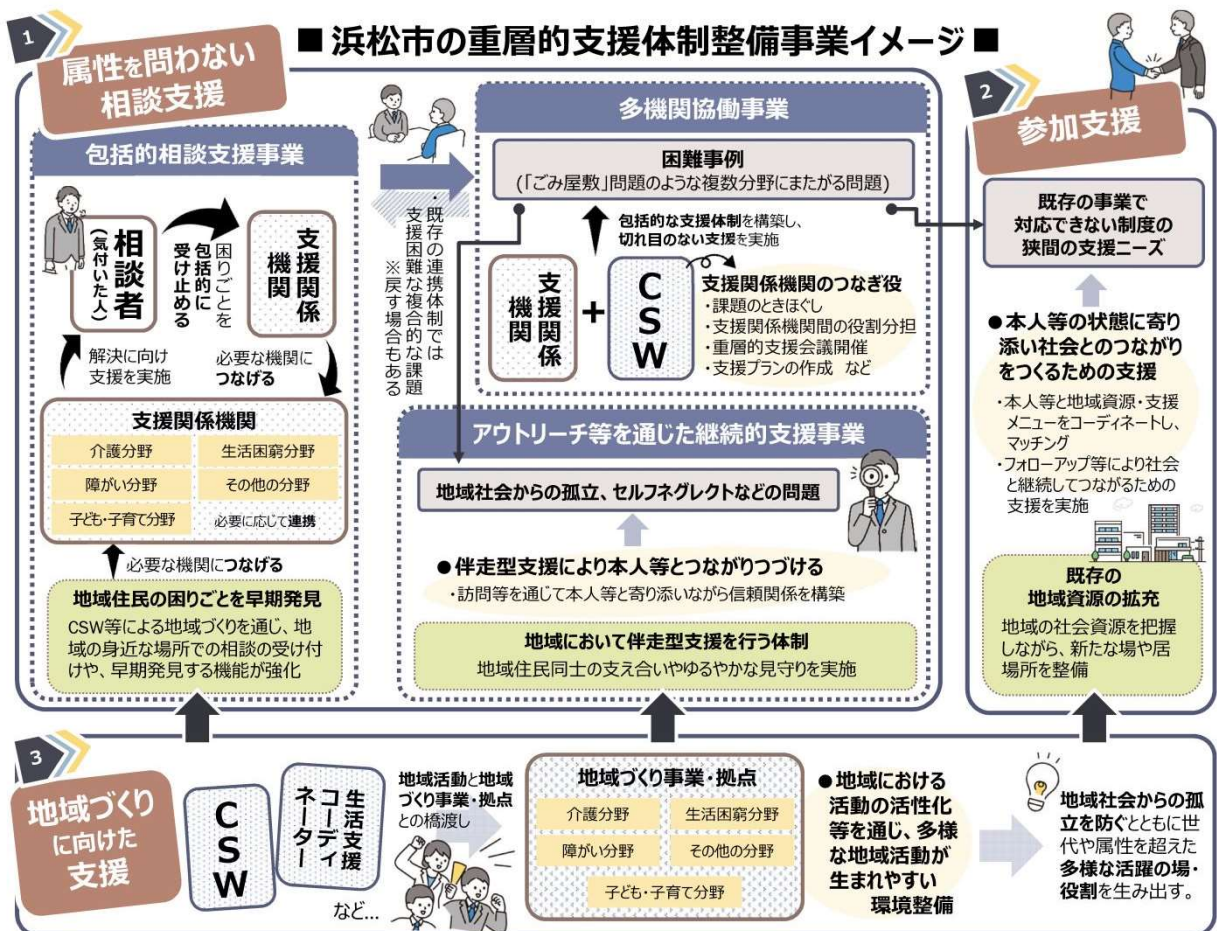 ■浜松市の重層的支援体制整備事業イメージ■
1
属性を問わない
相談支援
包括的相談支援事業
相談者
(気付いた人)
困りごとを
包括的に
受け止める
支援関係
機関
解決に向け
支援を実施
必要な機関に
つなげる
支援関係機関
介護分野
生活困窮分野
障がい分野
その他の分野
子ども・子育て分野
必要に応じて連携
必要な機関につなげる
地域住民の困りごとを早期発見
CSW等による地域づくりを通じ、地
域の身近な場所での相談の受け付
けや、早期発見する機能が強化
・既存の連携体制では
支援困難な複合的な課題
※戻す場合もある
多機関協働事業
困難事例
(「ごみ屋敷」問題のような複数分野にまたがる問題)
包括的な支援体制を構築し、
切れ目のない支援を実施
支援関係
機関
+
CSW
支援関係機関のつなぎ役
・課題のときほぐし
・支援関係機関間の役割分担
・重層的支援会議開催
・支援プランの作成 など
アウトリーチ等を通じた継続的支援事業
地域社会からの孤立、セルフネグレクトなどの問題
●伴走型支援により本人等とつながりつづける
・訪問等を通じて本人等と寄り添いながら信頼関係を構築
地域において伴走型支援を行う体制
地域住民同士の支え合いやゆるやかな見守りを実施
2
参加支援
既存の事業で
対応できない制度の
狭間の支援ニーズ
●本人等の状態に寄り
添い社会とのつながり
をつくるための支援
・本人等と地域資源・支援
メニューをコーディネートし、
マッチング
・フォローアップ等により社会
と継続してつながるための
支援を実施
既存の
地域資源の拡充
地域の社会資源を把握
しながら、新たな場や居
場所を整備
3
地域づくり
に向けた
支援
CSW
生活支援
コーディ
ネーター
など…
地域活動と地域
づくり事業・拠点
との橋渡し
地域づくり事業・拠点
介護分野
生活困窮分野
障がい分野
その他の分野
子ども・子育て分野
●地域における
活動の活性化
等を通じ、多様
な地域活動が
生まれやすい
環境整備
地域社会からの孤
立を防ぐとともに世
代や属性を超えた
多様な活躍の場・
役割を生み出す。